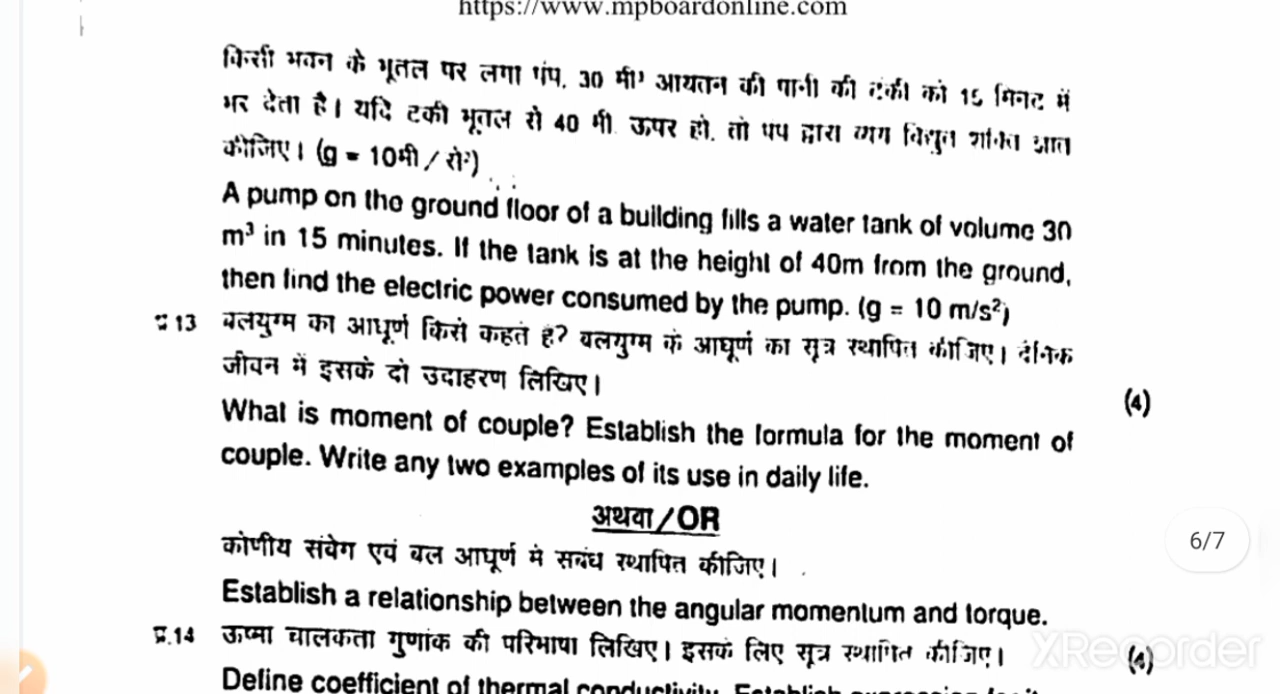 https://www.mpboardonline.com
किसी भवन के भूतल पर लगा पंप, 30 मी³ आयतन की पानी की टंकी को 15 मिनट में
भर देता है। यदि टंकी भूतल से 40 मी ऊपर हो, तो पंप द्वारा विद्युत शक्ति
कीजिए। (g = 10मी / से²)
A pump on the ground floor of a building fills a water tank of volume 30
m³ in 15 minutes. If the tank is at the height of 40m from the ground,
then find the electric power consumed by the pump. (g = 10 m/s²)
प्र 13 बलयुग्म का आघूर्ण किसे कहते है? बलयुग्म के आघूर्ण का सूत्र स्थापित कीजिए। दैनिक
जीवन में इसके दो उदाहरण लिखिए।
(4)
What is moment of couple? Establish the formula for the moment of
couple. Write any two examples of its use in daily life.
अथवा/OR
कोणीय संवेग एवं बल आघूर्ण मे संबंध स्थापित कीजिए।
6/7
Establish a relationship between the angular momentum and torque.
प्र.14 ऊष्मा चालकता गुणांक की परिभाषा लिखिए। इसके लिए सूत्र स्थापित कीजिए।
(4)
XRecorder
Define coefficient of thermal conductivity. Establish expression for it